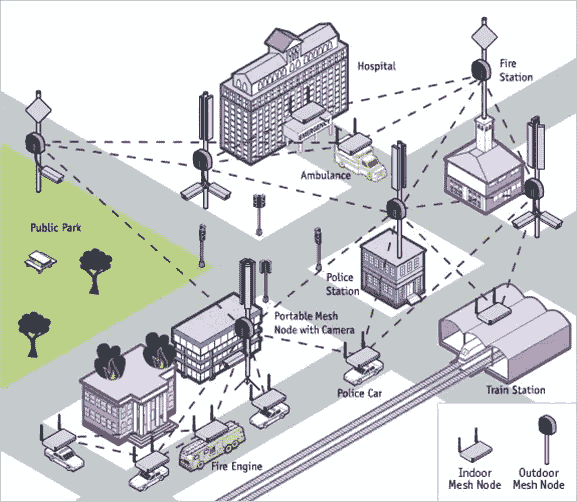 Hospital
Fire
Station
Ambulance
Public Park
Police
Station
Portable Mesh
Node with Camera
Police Car
Train Station
Fire Engine
Indoor
Mesh Node
Outdoor
Mesh Node